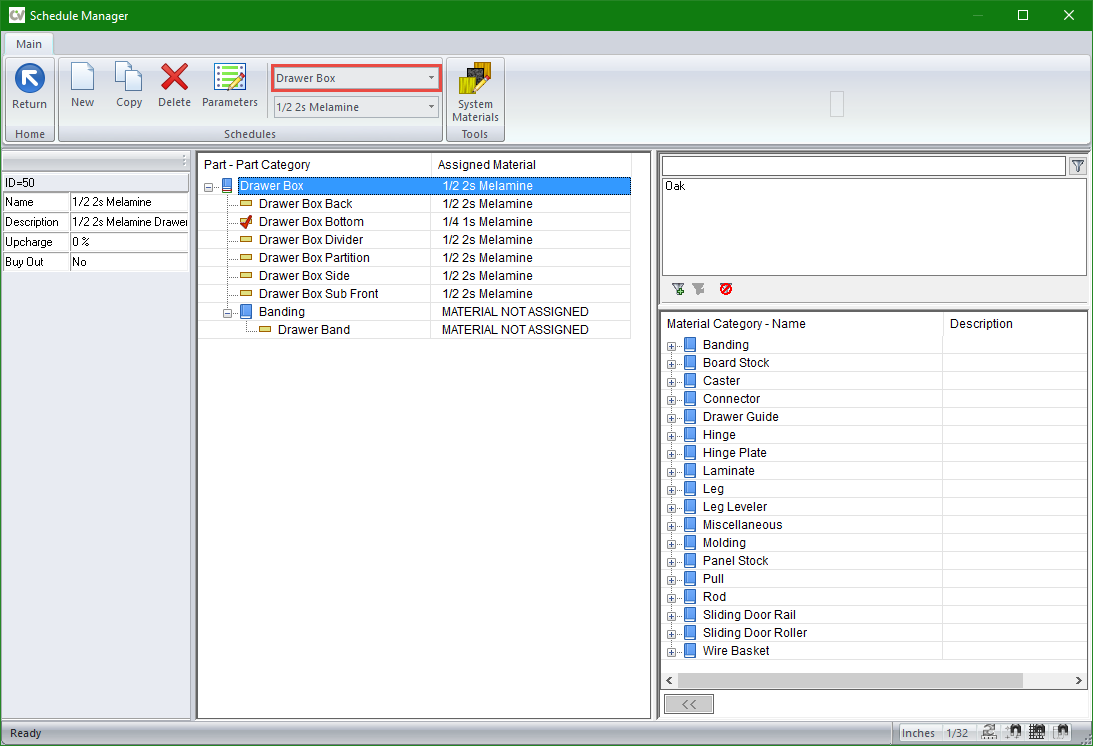 CV Schedule Manager
Main
Return
New
Copy
Delete
Parameters
Drawer Box
1/2 2s Melamine
System
Materials
Home
Schedules
Tools
ID=50
Name 1/2 2s Melamine
Description 1/2 2s Melamine Drawer
Upcharge 0 %
Buy Out No
Part - Part Category Assigned Material
Drawer Box 1/2 2s Melamine
Drawer Box Back 1/2 2s Melamine
Drawer Box Bottom 1/4 1s Melamine
Drawer Box Divider 1/2 2s Melamine
Drawer Box Partition 1/2 2s Melamine
Drawer Box Side 1/2 2s Melamine
Drawer Box Sub Front 1/2 2s Melamine
Banding MATERIAL NOT ASSIGNED
Drawer Band MATERIAL NOT ASSIGNED
Oak
Material Category - Name Description
Banding
Board Stock
Caster
Connector
Drawer Guide
Hinge
Hinge Plate
Laminate
Leg
Leg Leveler
Miscellaneous
Molding
Panel Stock
Pull
Rod
Sliding Door Rail
Sliding Door Roller
Wire Basket
<<
Ready
Inches 1/32